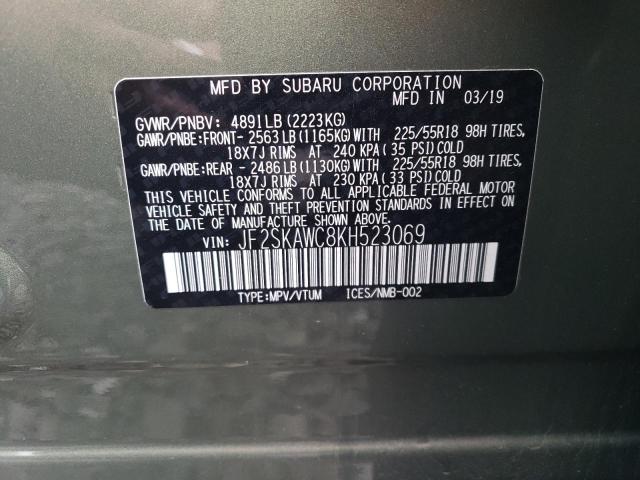 MFD BY SUBARU CORPORATION
MFD IN 03/19
GVWR/PNBV: 4891LB (2223KG)
GAWR/PNBE:FRONT- 2563LB(1165KG)WITH 225/55R18 98H TIRES,
18X7J RIMS AT 240 KPA (35 PSI)COLD
GAWR/PNBE:REAR - 2486LB(1130KG)WITH 225/55R18 98H TIRES,
18X7J RIMS AT 230 KPA (33 PSI)COLD
THIS VEHICLE CONFORMS TO ALL APPLICABLE FEDERAL MOTOR
VEHICLE SAFETY AND THEFT PREVENTION STANDARDS IN EFFECT
ON DATE OF MANUFACTURE SHOWN ABOVE.
VIN: JF2SKAWC8KH523069
TYPE:MPV/VTUM ICES/NMB-002